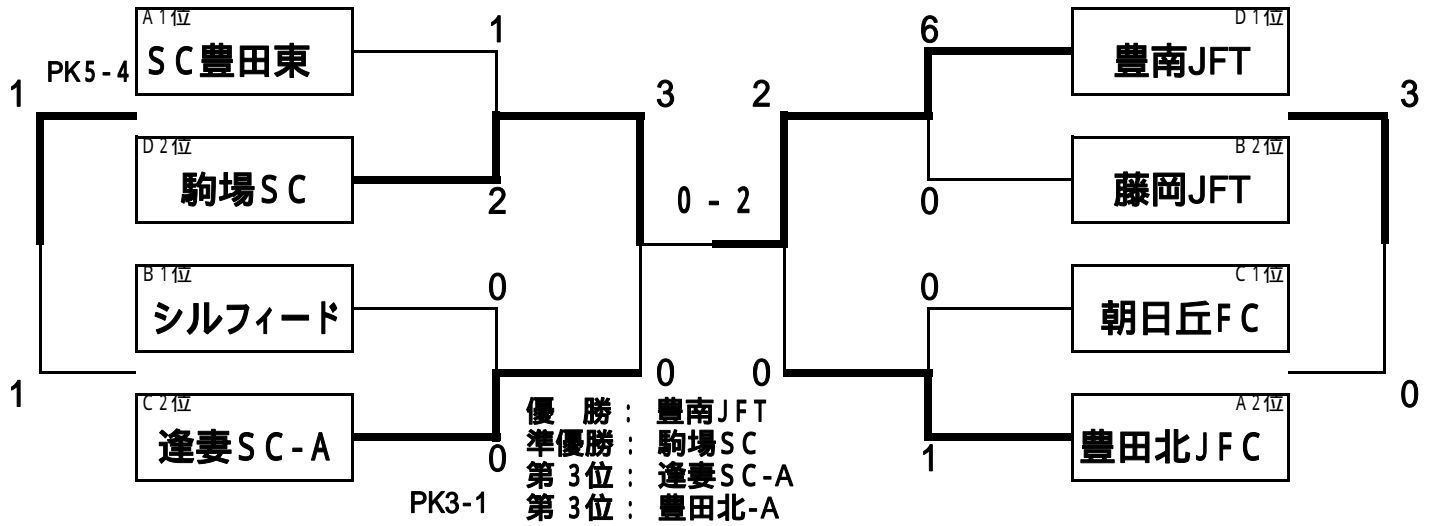 A1位
SC豊田東
1
PK5-4
1
D2位
駒場SC
2
B1位
シルフィード
0
1
C2位
逢妻SC-A
0
PK3-1
3
0
0-2
2
0
6
D1位
豊南JFT
3
B2位
藤岡JFT
0
0
C1位
朝日丘FC
0
A2位
豊田北JFC
1
優　勝： 豊南JFT
準優勝： 駒場SC
第 3位： 逢妻SC-A
第 3位： 豊田北-A